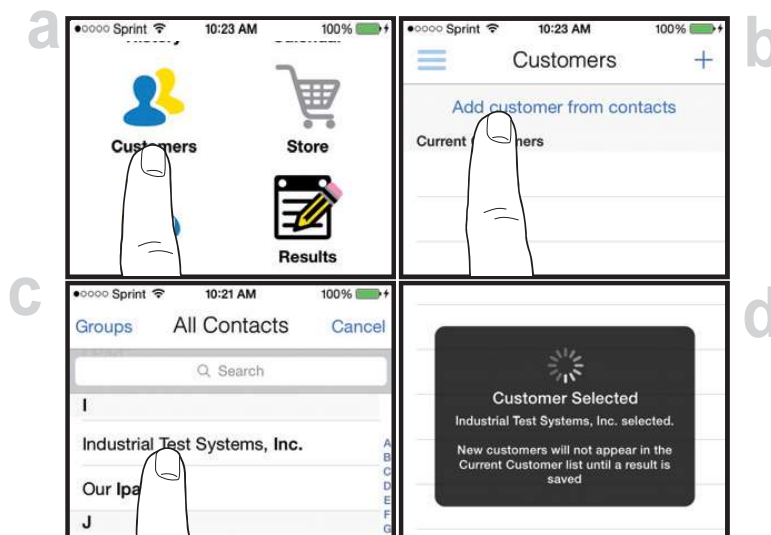 a
Sprint 10:23 AM 100%
History Calendar
Customers Store
Results
b
Sprint 10:23 AM 100%
Customers +
Add customer from contacts
Current
c
Sprint 10:21 AM 100%
Groups All Contacts Cancel
Search
I
Industrial Test Systems, Inc.
Our Ipa
J
A
B
C
D
E
F
G
d
Customer Selected
Industrial Test Systems, Inc. selected.
New customers will not appear in the
Current Customer list until a result is
saved